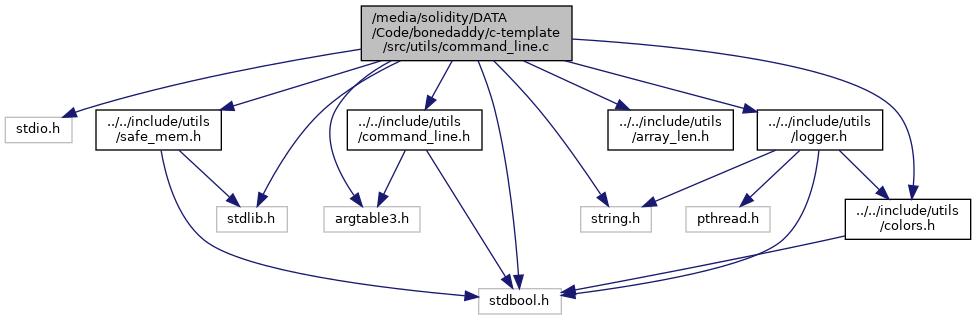 /media/solidity/DATA
/Code/bonedaddy/c-template
/src/utils/command_line.c
stdio.h
../../include/utils
/safe_mem.h
../../include/utils
/command_line.h
../../include/utils
/array_len.h
../../include/utils
/logger.h
stdlib.h
argtable3.h
string.h
pthread.h
../../include/utils
/colors.h
stdbool.h